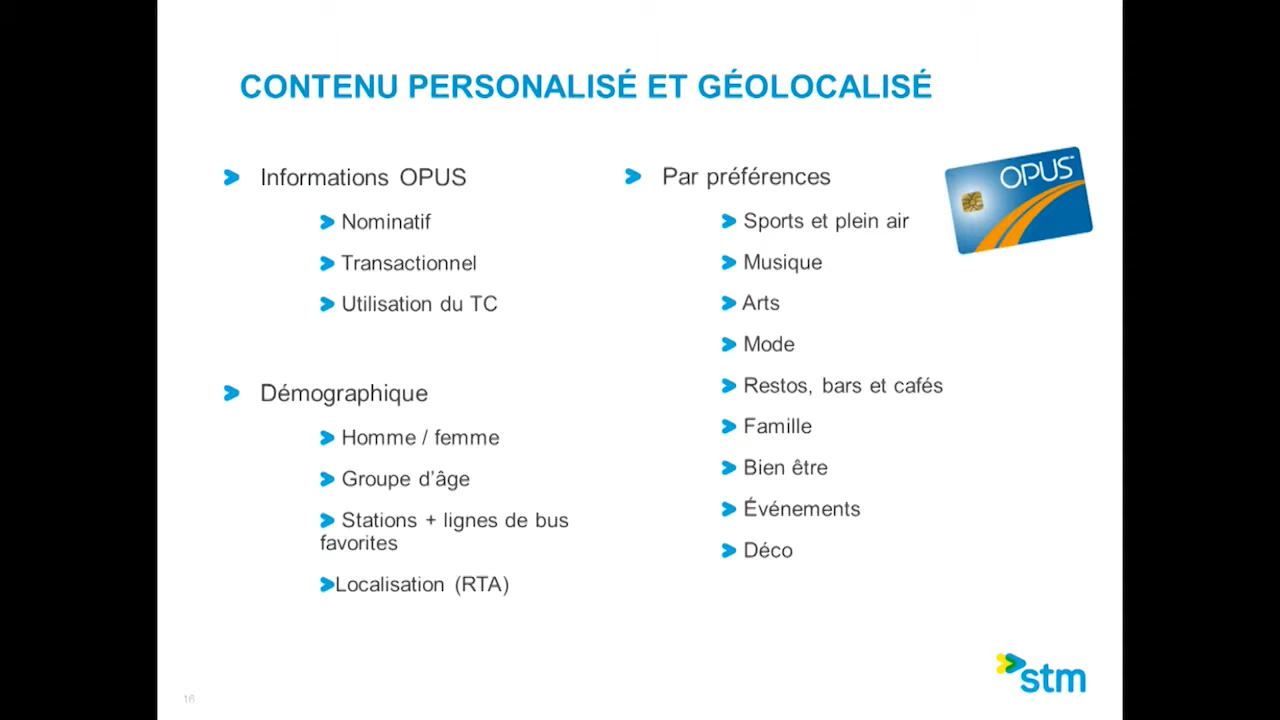 CONTENU PERSONALISÉ ET GÉOLOCALISÉ
Informations OPUS
Nominatif
Transactionnel
Utilisation du TC
Démographique
Homme / femme
Groupe d’âge
Stations + lignes de bus
favorites
Localisation (RTA)
Par préférences
Sports et plein air
Musique
Arts
Mode
Restos, bars et cafés
Famille
Bien être
Événements
Déco
OPUS
stm
16